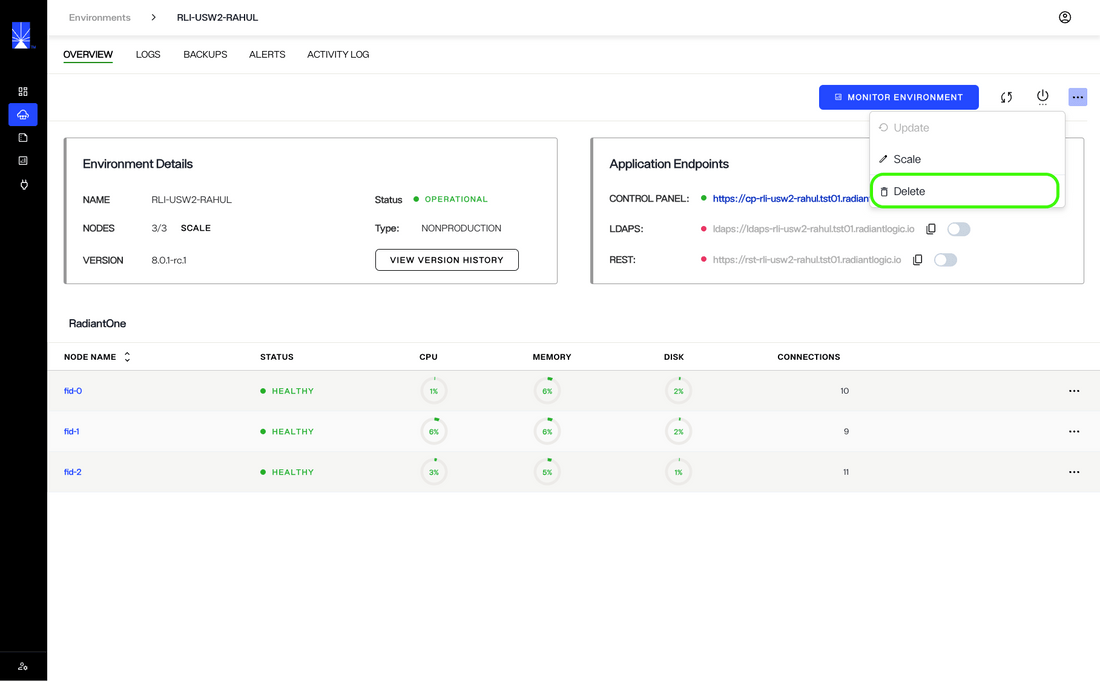 Environments > RLI-USW2-RAHUL
OVERVIEW LOGS BACKUPS ALERTS ACTIVITY LOG
MONITOR ENVIRONMENT
Update
Scale
Delete
Environment Details
NAME RLI-USW2-RAHUL Status OPERATIONAL
NODES 3/3 SCALE Type: NONPRODUCTION
VERSION 8.0.1-rc.1 VIEW VERSION HISTORY
Application Endpoints
CONTROL PANEL: https://cp-rli-usw2-rahul.tst01.radian
LDAPS: ldaps://ldaps-rli-usw2-rahul.tst01.radiantlogic.io
REST: https://rst-rli-usw2-rahul.tst01.radiantlogic.io
RadiantOne
NODE NAME STATUS CPU MEMORY DISK CONNECTIONS
fid-0 HEALTHY 1% 6% 2% 10
fid-1 HEALTHY 6% 6% 2% 9
fid-2 HEALTHY 3% 5% 1% 11